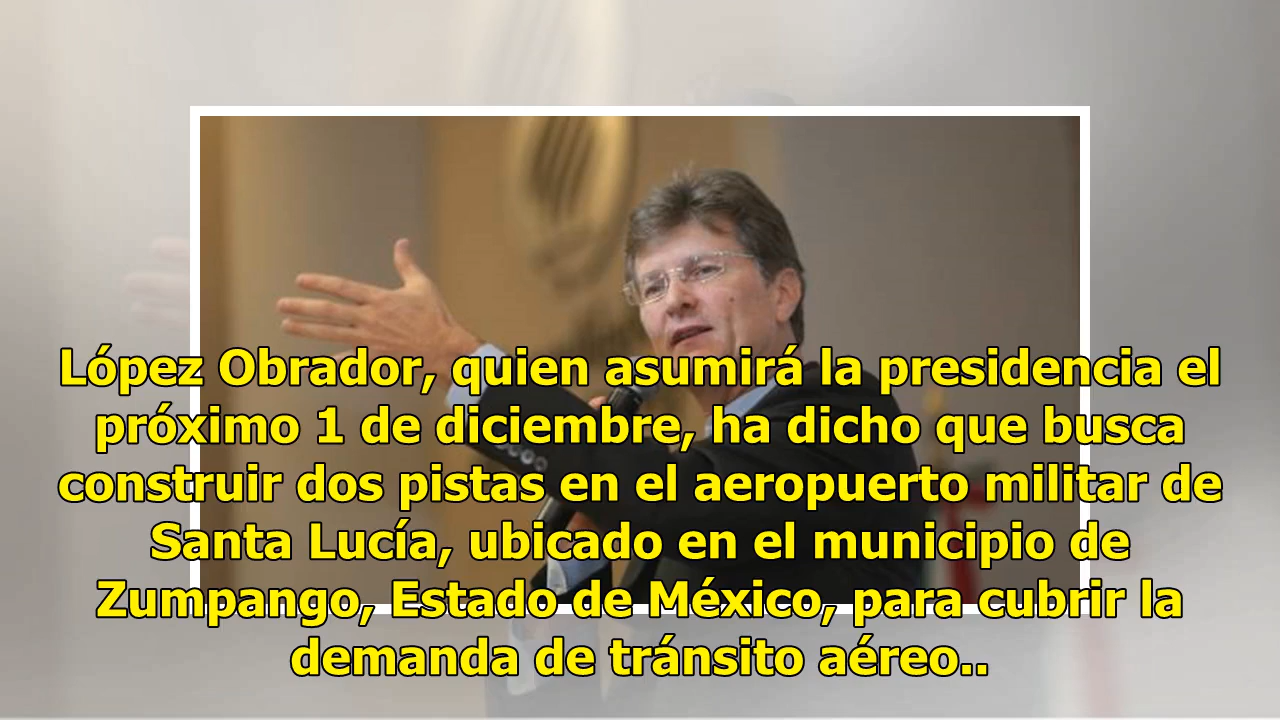 López Obrador, quien asumirá la presidencia el
próximo 1 de diciembre, ha dicho que busca
construir dos pistas en el aeropuerto militar de
Santa Lucía, ubicado en el municipio de
Zumpango, Estado de México, para cubrir la
demanda de tránsito aéreo..